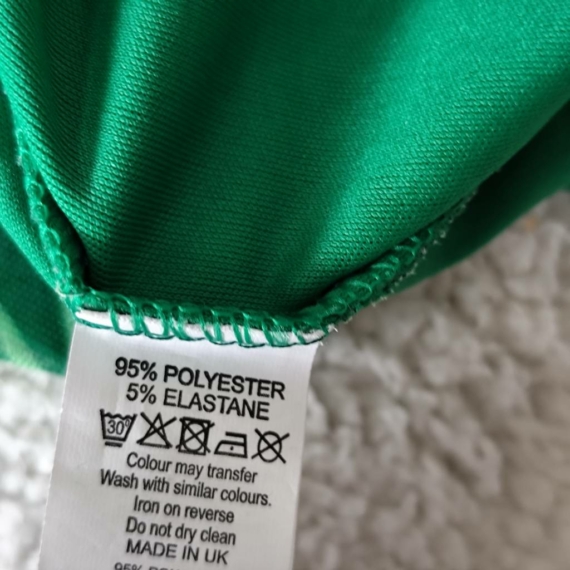 95% POLYESTER
5% ELASTANE
30°
Colour may transfer
Wash with similar colours.
Iron on reverse
Do not dry clean
MADE IN UK
95%